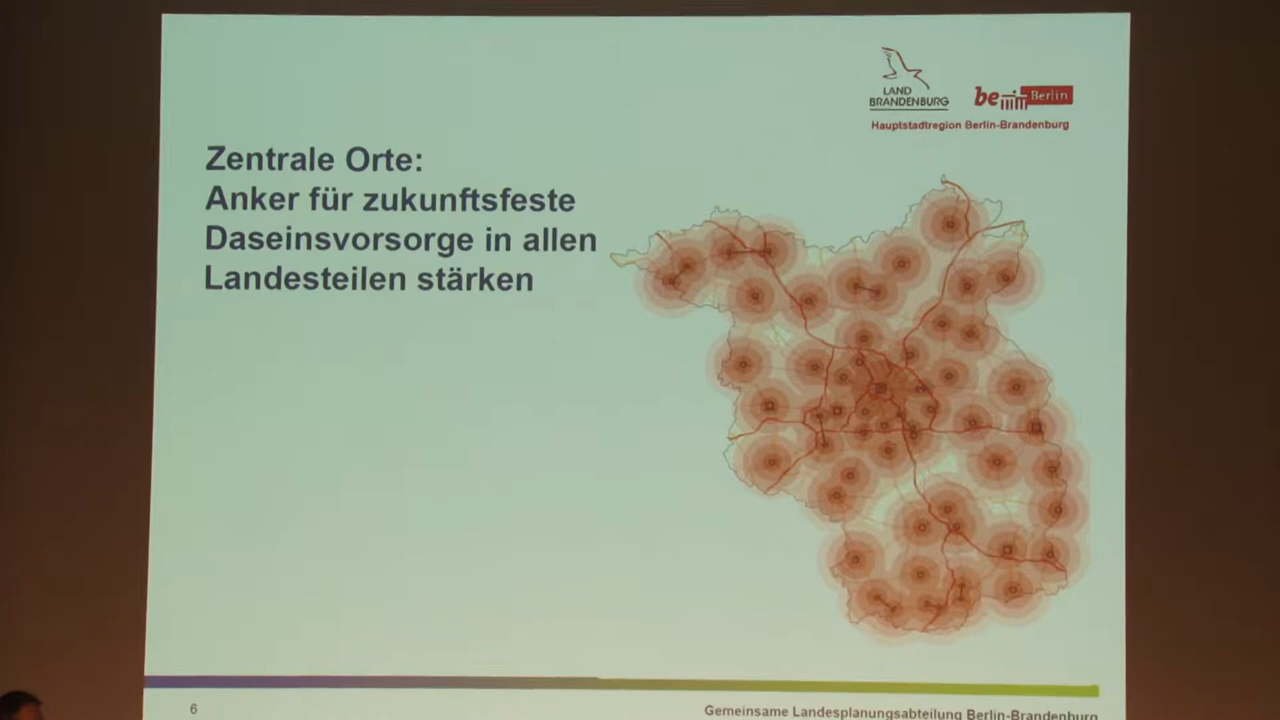 LAND
BRANDENBURG
be Berlin
Hauptstadtregion Berlin-Brandenburg
Zentrale Orte:
Anker für zukunftsfeste
Daseinsvorsorge in allen
Landesteilen stärken
6
Gemeinsame Landesplanungsabteilung Berlin-Brandenburg